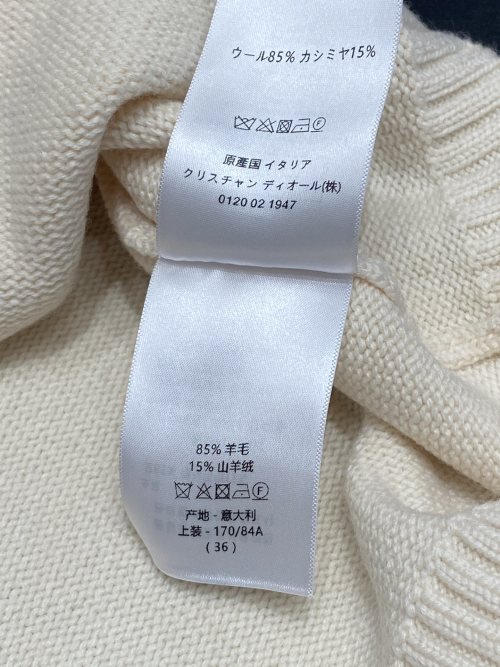 ウール85% カシミヤ15%
原産国 イタリア
クリスチャン ディオール(株)
0120 02 1947
85% 羊毛
15% 山羊绒
F
产地 - 意大利
上装 - 170/84A
( 36 )